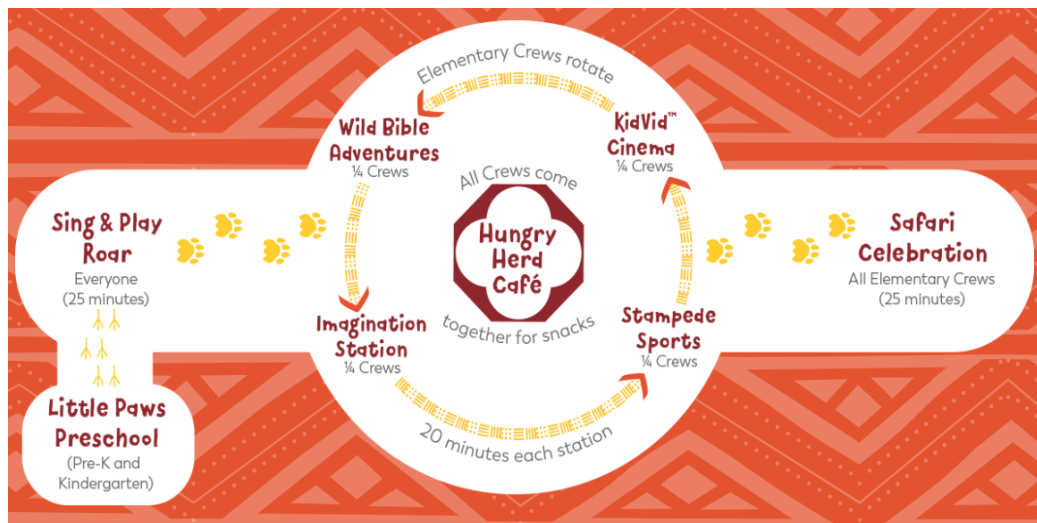 Elementary Crews rotate
Wild Bible
Adventures
¼ Crews
KidVid™
Cinema
¼ Crews
All Crews come
Hungry
Herd
Café
together for snacks
Sing & Play
Roar
Everyone
(25 minutes)
Safari
Celebration
All Elementary Crews
(25 minutes)
Imagination
Station
¼ Crews
Stampede
Sports
¼ Crews
20 minutes each station
Little Paws
Preschool
(Pre-K and
Kindergarten)